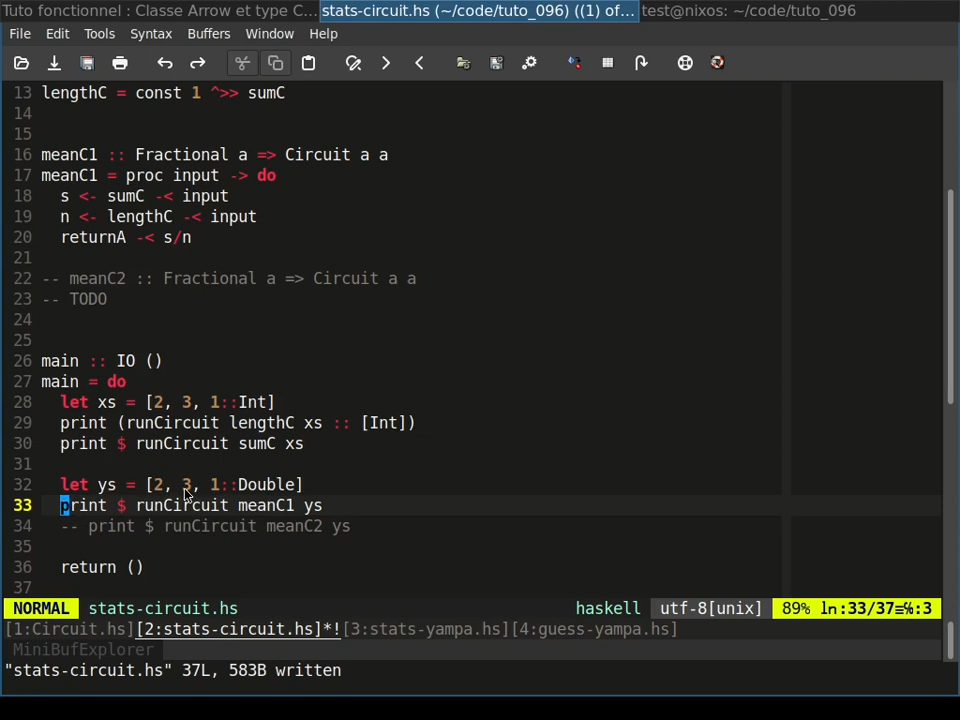 Tuto fonctionnel : Classe Arrow et type C... stats-circuit.hs (~/code/tuto_096) ((1) of... test@nixos: ~/code/tuto_096
File Edit Tools Syntax Buffers Window Help
13 lengthC = const 1 ^>> sumC
14
15
16 meanC1 :: Fractional a => Circuit a a
17 meanC1 = proc input -> do
18   s <- sumC -< input
19   n <- lengthC -< input
20   returnA -< s/n
21
22 -- meanC2 :: Fractional a => Circuit a a
23 -- TODO
24
25
26 main :: IO ()
27 main = do
28   let xs = [2, 3, 1::Int]
29   print (runCircuit lengthC xs :: [Int])
30   print $ runCircuit sumC xs
31
32   let ys = [2, 3, 1::Double]
33   print $ runCircuit meanC1 ys
34   -- print $ runCircuit meanC2 ys
35
36   return ()
37
NORMAL stats-circuit.hs haskell utf-8[unix] 89% ln:33/37≡℅:3
[1:Circuit.hs][2:stats-circuit.hs]*![3:stats-yampa.hs][4:guess-yampa.hs]
MiniBufExplorer
"stats-circuit.hs" 37L, 583B written